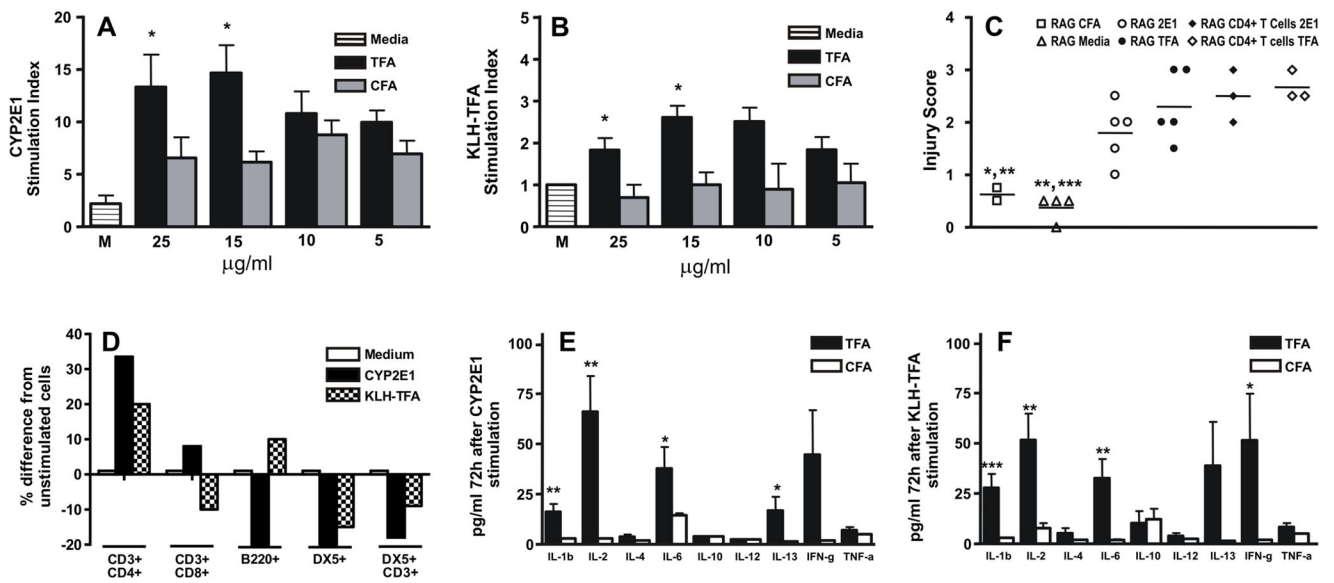 A
CYP2E1
Stimulation Index
20
15
10
5
0
* *
Media
TFA
CFA
M 25 15 10 5
μg/ml
B
KLH-TFA
Stimulation Index
5
4
3
2
1
0
* *
Media
TFA
CFA
M 25 15 10 5
μg/ml
C
RAG CFA RAG 2E1 RAG CD4+ T Cells 2E1
RAG Media RAG TFA RAG CD4+ T cells TFA
Injury Score
3
2
1
0
*,**
**,***
D
% difference from
unstimulated cells
40
30
20
10
0
-10
-20
Medium
CYP2E1
KLH-TFA
CD3+ CD3+ B220+ DX5+ DX5+
CD4+ CD8+ CD3+
E
pg/ml 72h after CYP2E1
stimulation
100
75
50
25
0
TFA
CFA
** ** * *
IL-1b IL-2 IL-4 IL-6 IL-10 IL-12 IL-13 IFN-g TNF-a
F
pg/ml 72h after KLH-TFA
stimulation
100
75
50
25
0
TFA
CFA
*** ** ** *
IL-1b IL-2 IL-4 IL-6 IL-10 IL-12 IL-13 IFN-g TNF-a